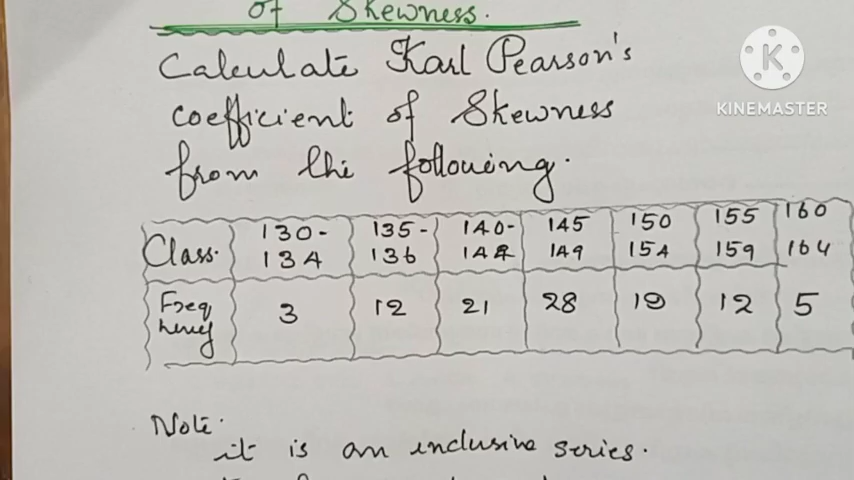 of Skewness.
Calculate Karl Pearson's
coefficient of Skewness
from the following.
K
KINEMASTER
Class. 130-134 135-136 140-144 145 149 150 154 155 159 160 164
Frequency 3 12 21 28 19 12 5
Note.
it is an inclusive series.